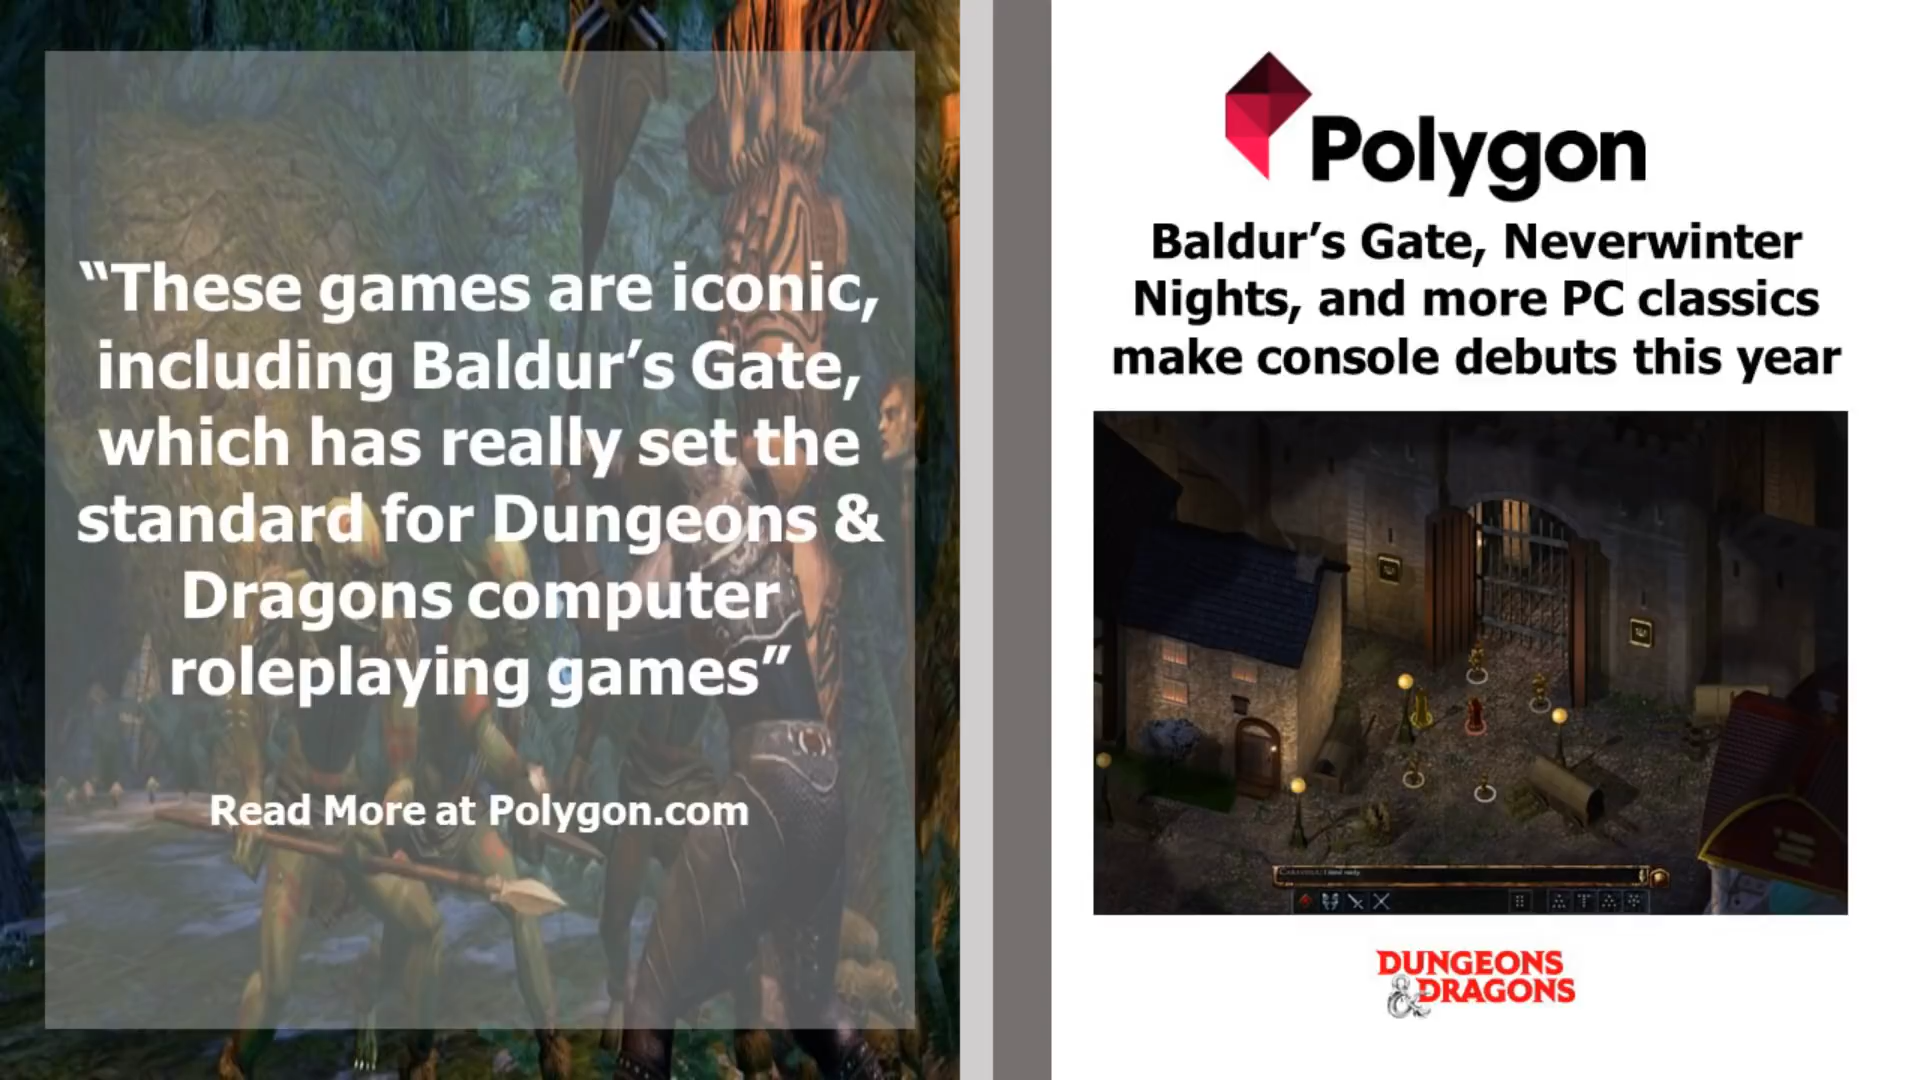 “These games are iconic,
including Baldur’s Gate,
which has really set the
standard for Dungeons &
Dragons computer
roleplaying games”
Read More at Polygon.com
Polygon
Baldur’s Gate, Neverwinter
Nights, and more PC classics
make console debuts this year
DUNGEONS
& DRAGONS